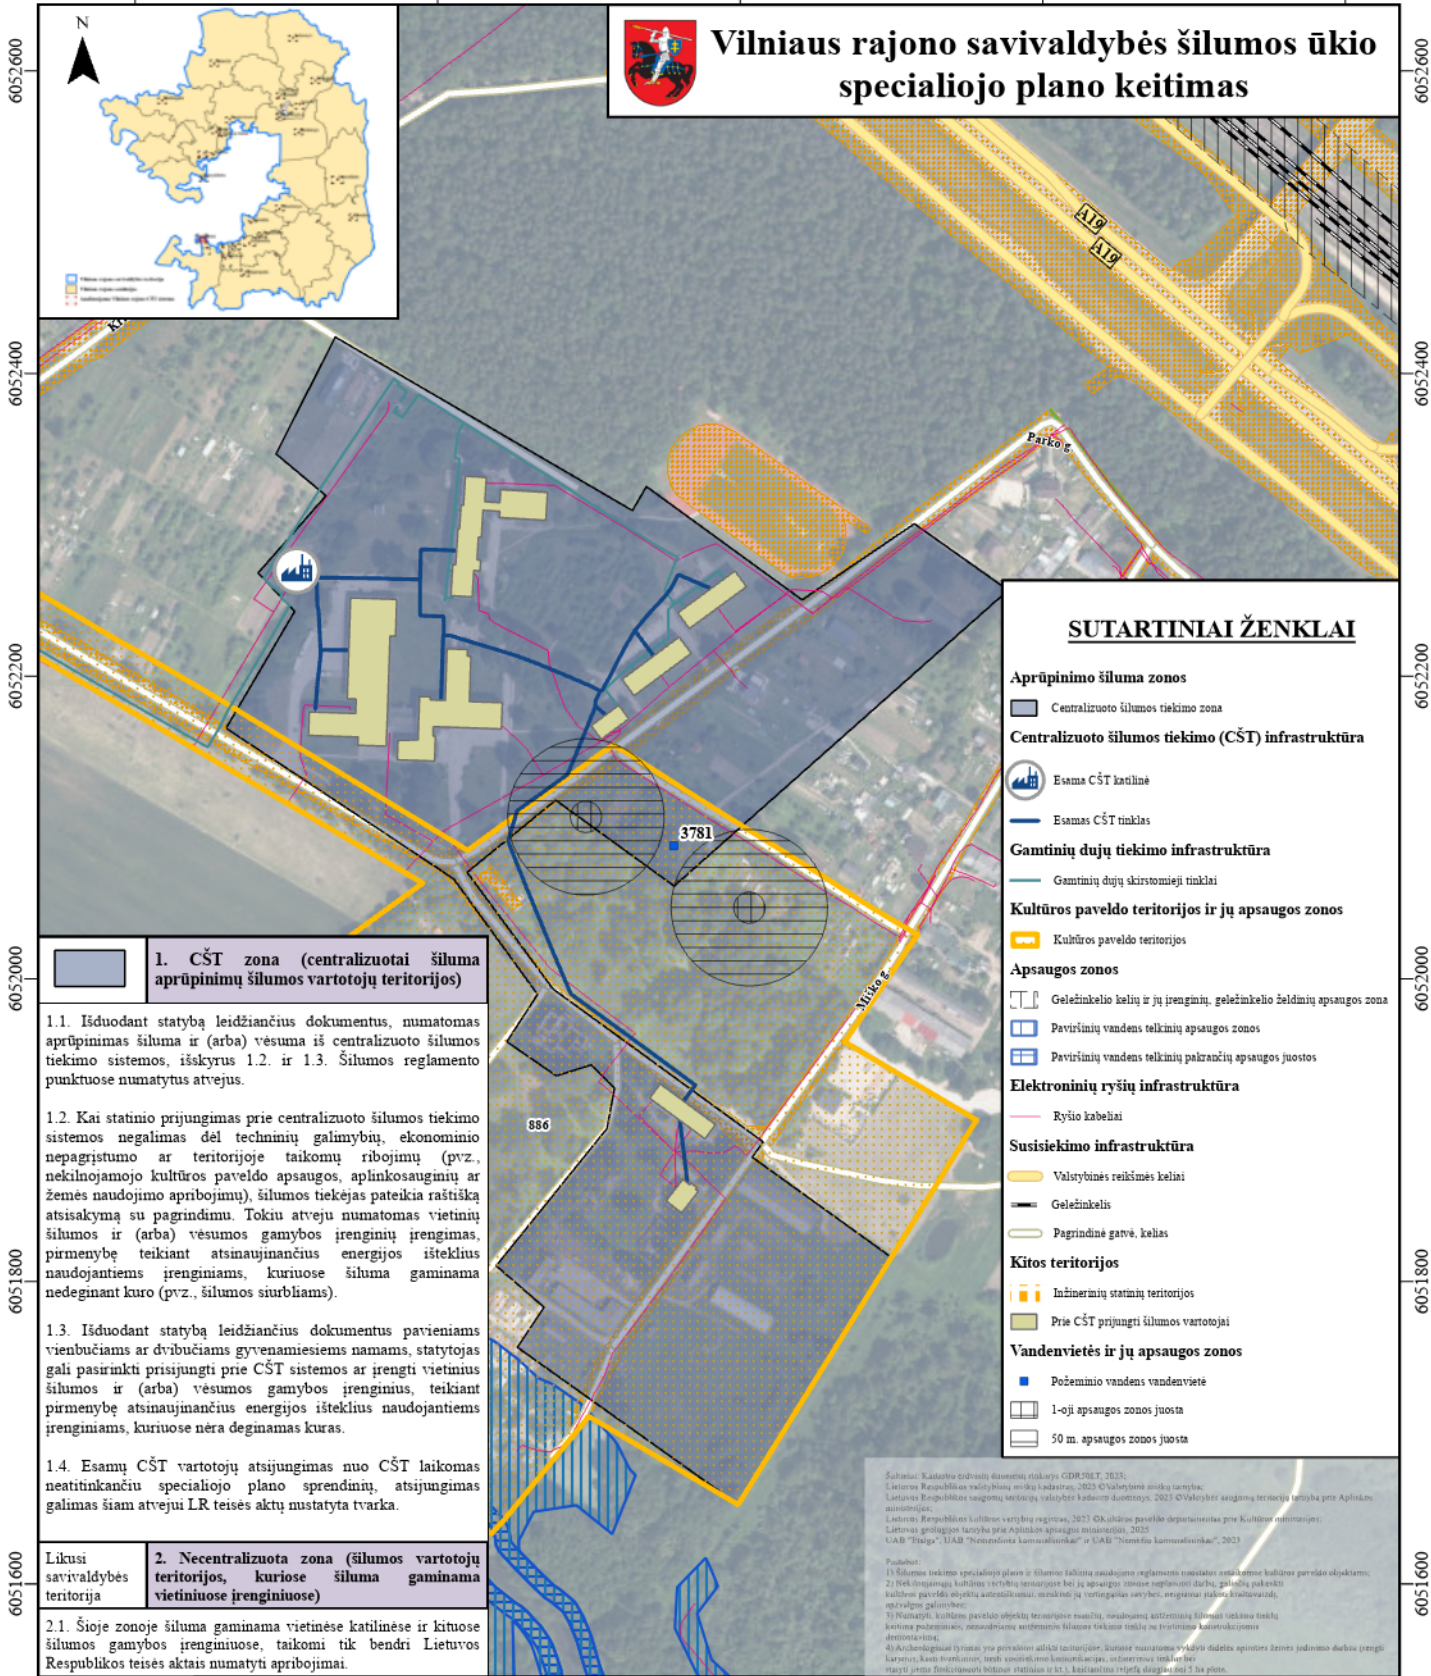 N
Vilniaus rajono savivaldybės šilumos ūkio
specialiojo plano keitimas
6052600
6052600
6052400
6052400
6052200
6052200
6052000
6052000
6051800
6051800
6051600
6051600
A19
A19
Parko g
Miško g
3781
886
SUTARTINIAI ŽENKLAI
Aprūpinimo šiluma zonos
Centralizuoto šilumos tiekimo zona
Centralizuoto šilumos tiekimo (CŠT) infrastruktūra
Esama CŠT katilinė
Esamas CŠT tinklas
Gamtinių dujų tiekimo infrastruktūra
Gamtinių dujų skirstomieji tinklai
Kultūros paveldo teritorijos ir jų apsaugos zonos
Kultūros paveldo teritorijos
Apsaugos zonos
Geležinkelio kelių ir jų įrenginių, geležinkelio želdinių apsaugos zona
Paviršinių vandens telkinių apsaugos zonos
Paviršinių vandens telkinių pakrančių apsaugos juostos
Elektroninių ryšių infrastruktūra
Ryšio kabeliai
Susisiekimo infrastruktūra
Valstybinės reikšmės keliai
Geležinkelis
Pagrindinė gatvė, kelias
Kitos teritorijos
Inžinerinių statinių teritorijos
Prie CŠT prijungti šilumos vartotojai
Vandenvietės ir jų apsaugos zonos
Požeminio vandens vandenvietė
1-oji apsaugos zonos juosta
50 m. apsaugos zonos juosta
1. CŠT zona (centralizuotai šiluma
aprūpinimų šilumos vartotojų teritorijos)
1.1. Išduodant statybą leidžiančius dokumentus, numatomas
aprūpinimas šiluma ir (arba) vėsuma iš centralizuoto šilumos
tiekimo sistemos, išskyrus 1.2. ir 1.3. Šilumos reglamento
punktuose numatytus atvejus.
1.2. Kai statinio prijungimas prie centralizuoto šilumos tiekimo
sistemos negalimas dėl techninių galimybių, ekonominio
nepagrįstumo ar teritorijoje taikomų ribojimų (pvz.,
nekilnojamojo kultūros paveldo apsaugos, aplinkosauginių ar
žemės naudojimo apribojimų), šilumos tiekėjas pateikia raštišką
atsisakymą su pagrindimu. Tokiu atveju numatomas vietinių
šilumos ir (arba) vėsumos gamybos įrenginių įrengimas,
pirmenybę teikiant atsinaujinančius energijos išteklius
naudojantiems įrenginiams, kuriuose šiluma gaminama
nedeginant kuro (pvz., šilumos siurbliams).
1.3. Išduodant statybą leidžiančius dokumentus pavieniams
vienbučiams ar dvibučiams gyvenamiesiems namams, statytojas
gali pasirinkti prisijungti prie CŠT sistemos ar įrengti vietinius
šilumos ir (arba) vėsumos gamybos įrenginius, teikiant
pirmenybę atsinaujinančius energijos išteklius naudojantiems
įrenginiams, kuriuose nėra deginamas kuras.
1.4. Esamų CŠT vartotojų atsijungimas nuo CŠT laikomas
neatitinkančiu specialiojo plano sprendinių, atsijungimas
galimas šiam atvejui LR teisės aktų nustatyta tvarka.
Likusi
savivaldybės
teritorija
2. Necentralizuota zona (šilumos vartotojų
teritorijos, kuriose šiluma gaminama
vietiniuose įrenginiuose)
2.1. Šioje zonoje šiluma gaminama vietinėse katilinėse ir kituose
šilumos gamybos įrenginiuose, taikomi tik bendri Lietuvos
Respublikos teisės aktais numatyti apribojimai.